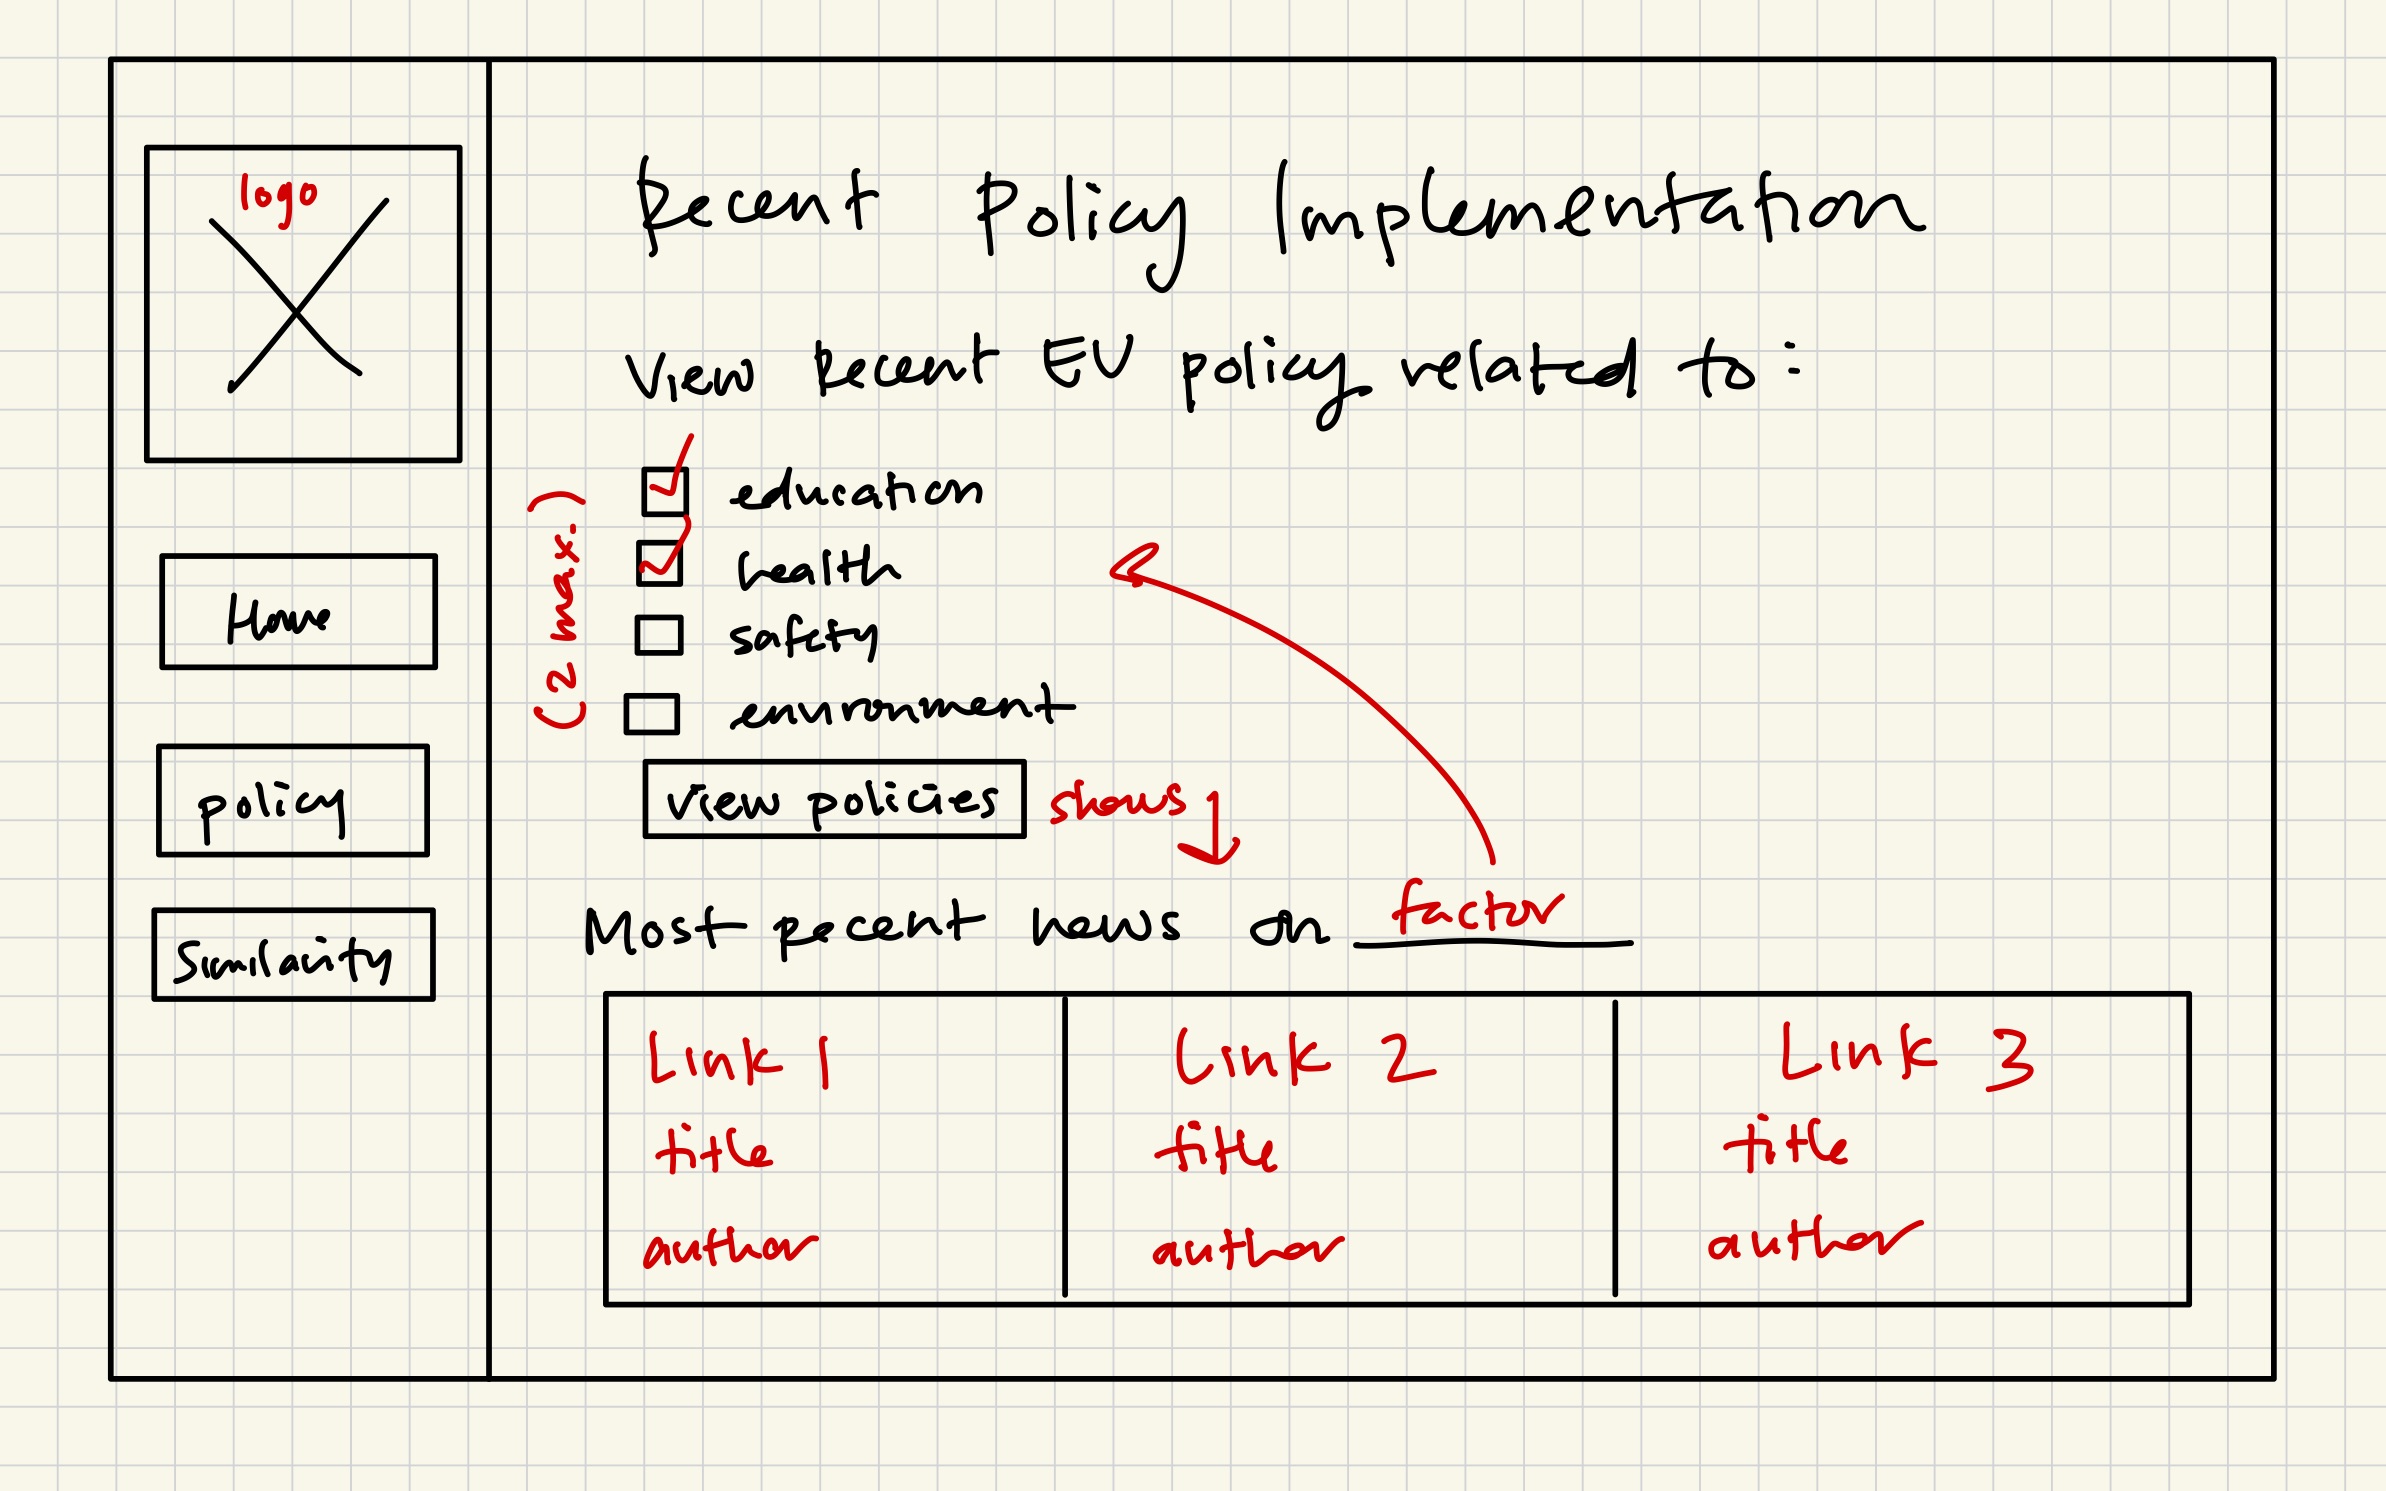 logo
Home
policy
Similarity
Recent Policy Implementation
View Recent EU policy related to:
(2 max.)
education
health
safety
environment
view policies
shows
Most recent news on factor
Link 1
title
author
Link 2
title
author
Link 3
title
author